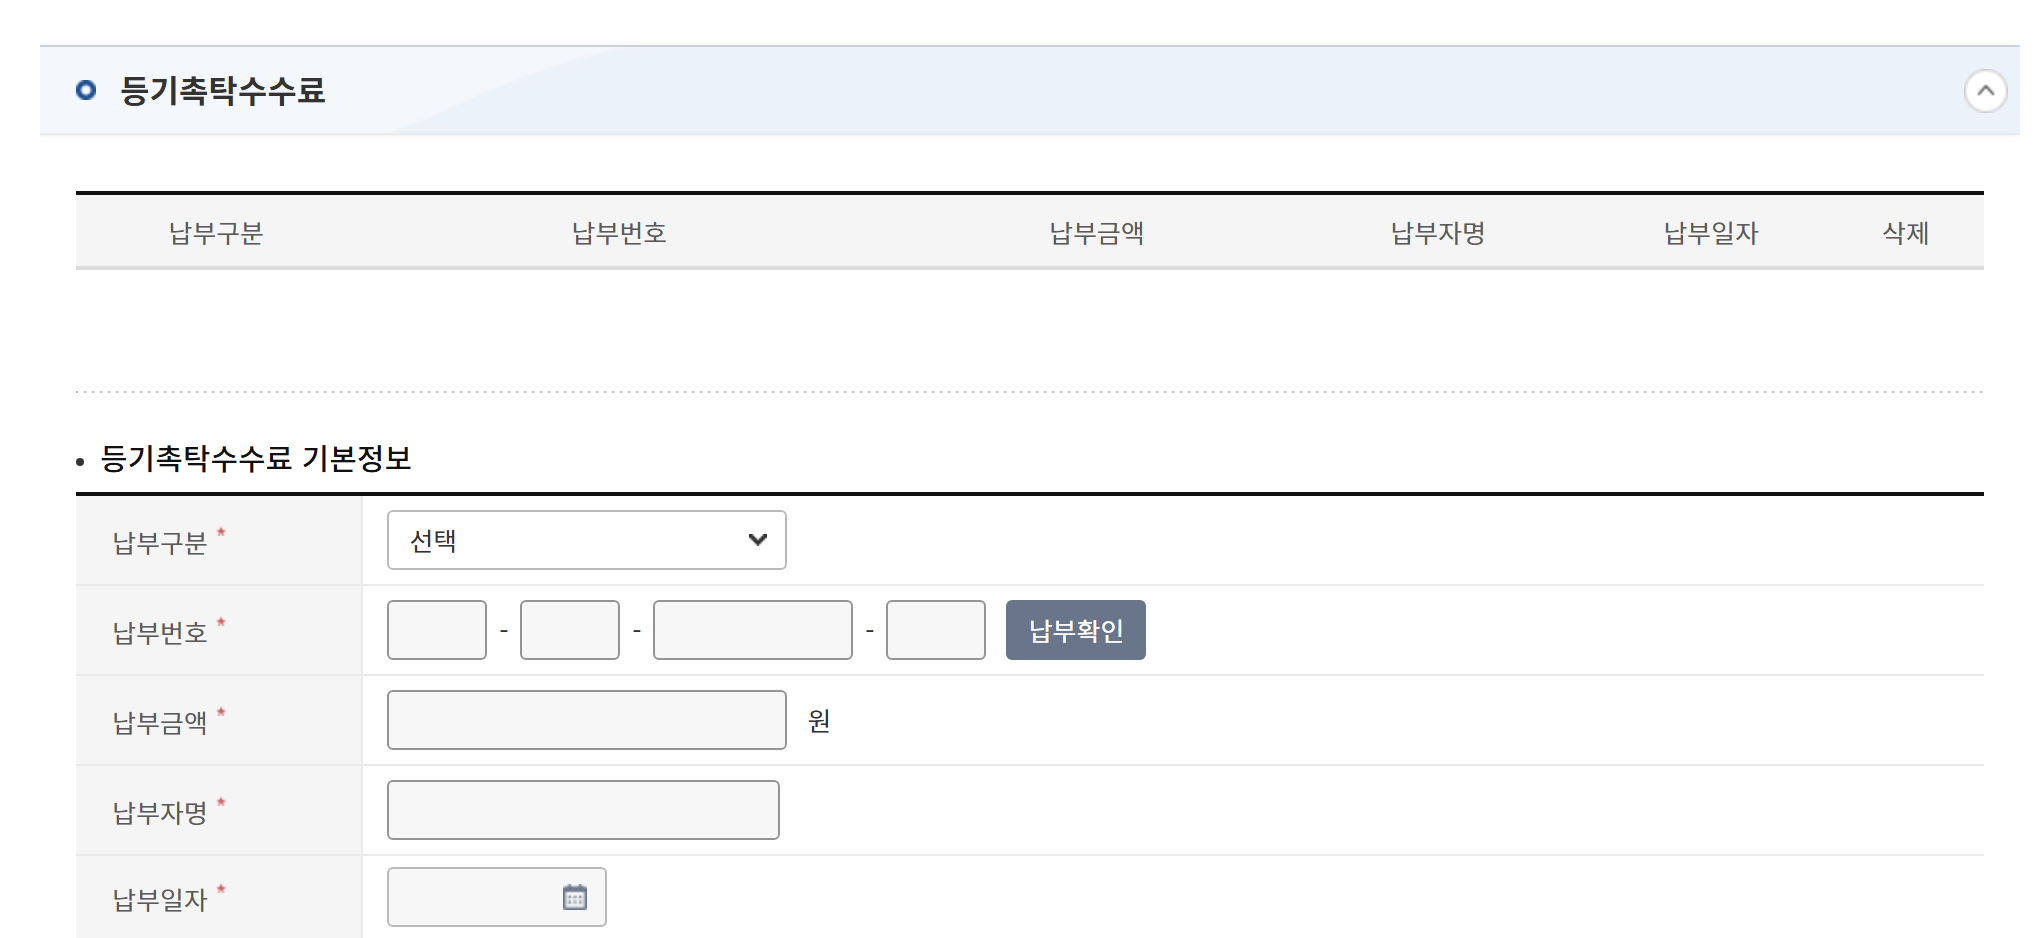 등기촉탁수수료
납부구분 납부번호 납부금액 납부자명 납부일자 삭제
• 등기촉탁수수료 기본정보
납부구분 * 선택
납부번호 * - - - 납부확인
납부금액 * 원
납부자명 *
납부일자 *